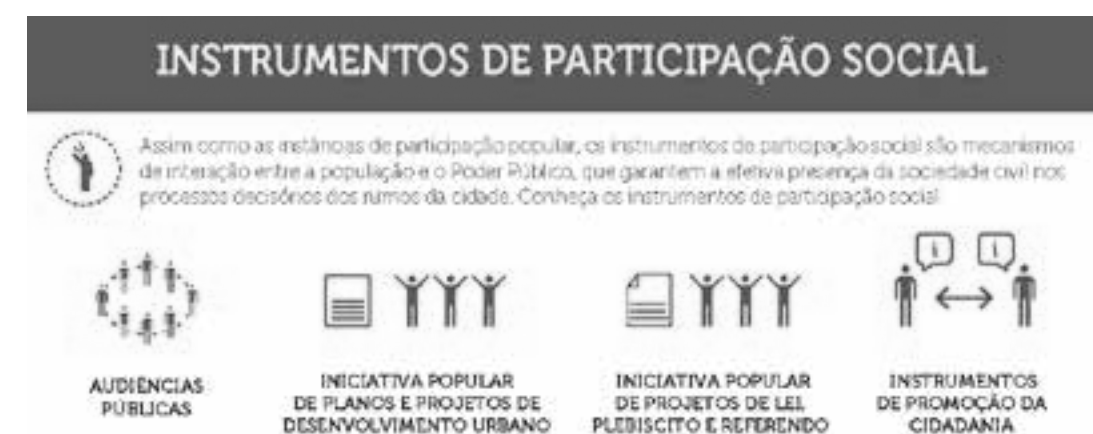 INSTRUMENTOS DE PARTICIPAÇÃO SOCIAL
Assim como as instâncias de participação popular, os instrumentos de participação social são mecanismos
de interação entre a população e o Poder Público, que garantem a efetiva presença da sociedade civil nos
processos decisórios dos rumos da cidade. Conheça os instrumentos de participação social
i i
AUDIÊNCIAS
PÚBLICAS
INICIATIVA POPULAR
DE PLANOS E PROJETOS DE
DESENVOLVIMENTO URBANO
INICIATIVA POPULAR
DE PROJETOS DE LEI,
PLEBISCITO E REFERENDO
INSTRUMENTOS
DE PROMOÇÃO DA
CIDADANIA